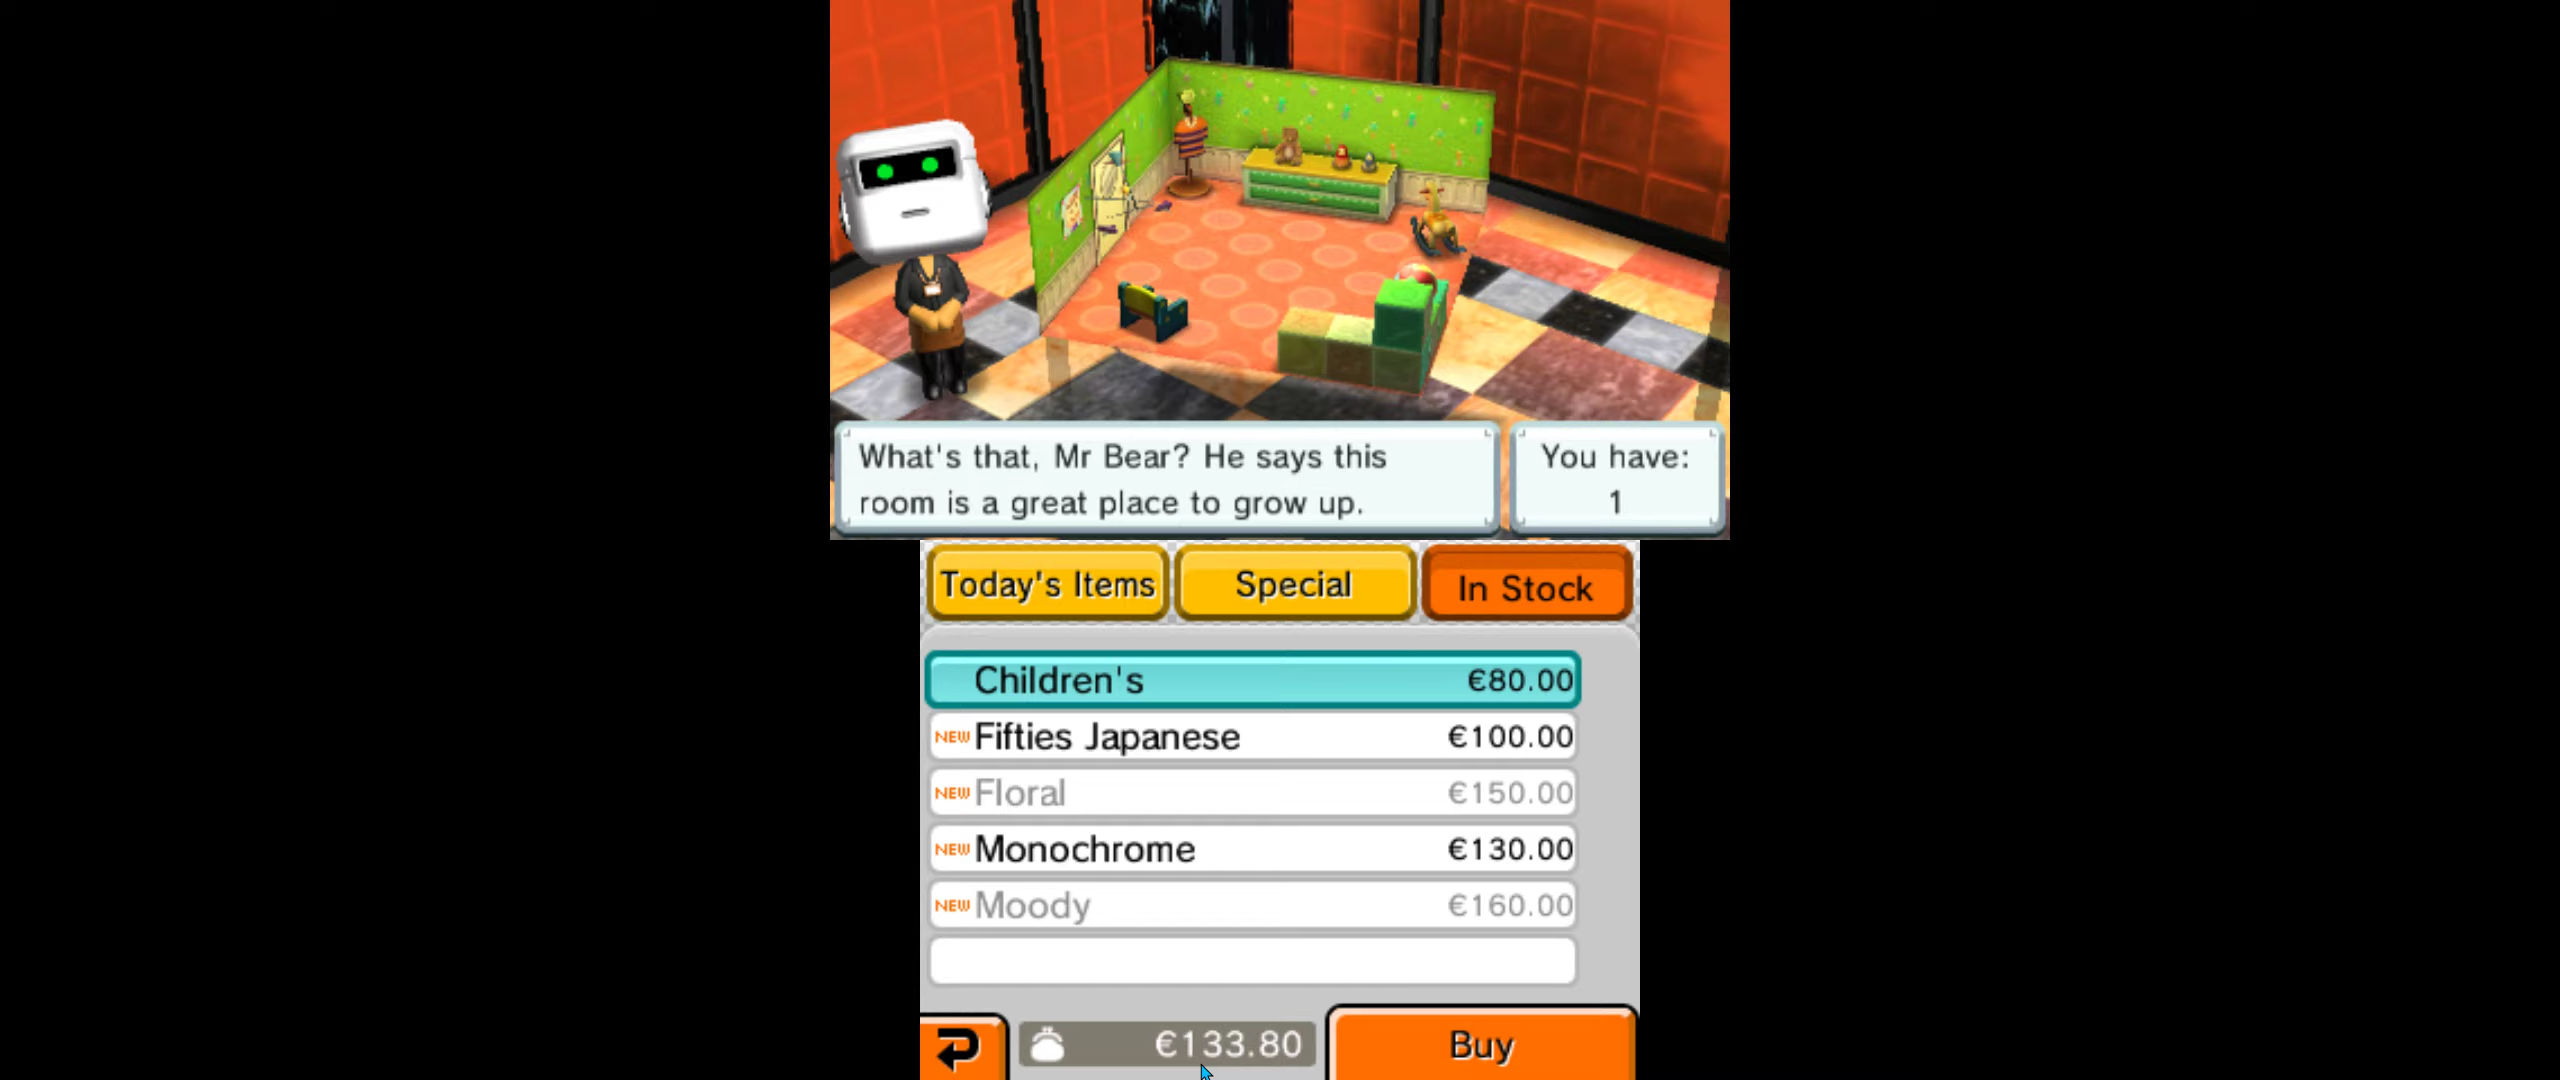 What's that, Mr Bear? He says this
room is a great place to grow up.
You have:
1
Today's Items
Special
In Stock
Children's €80.00
NEW Fifties Japanese €100.00
NEW Floral €150.00
NEW Monochrome €130.00
NEW Moody €160.00
€133.80
Buy